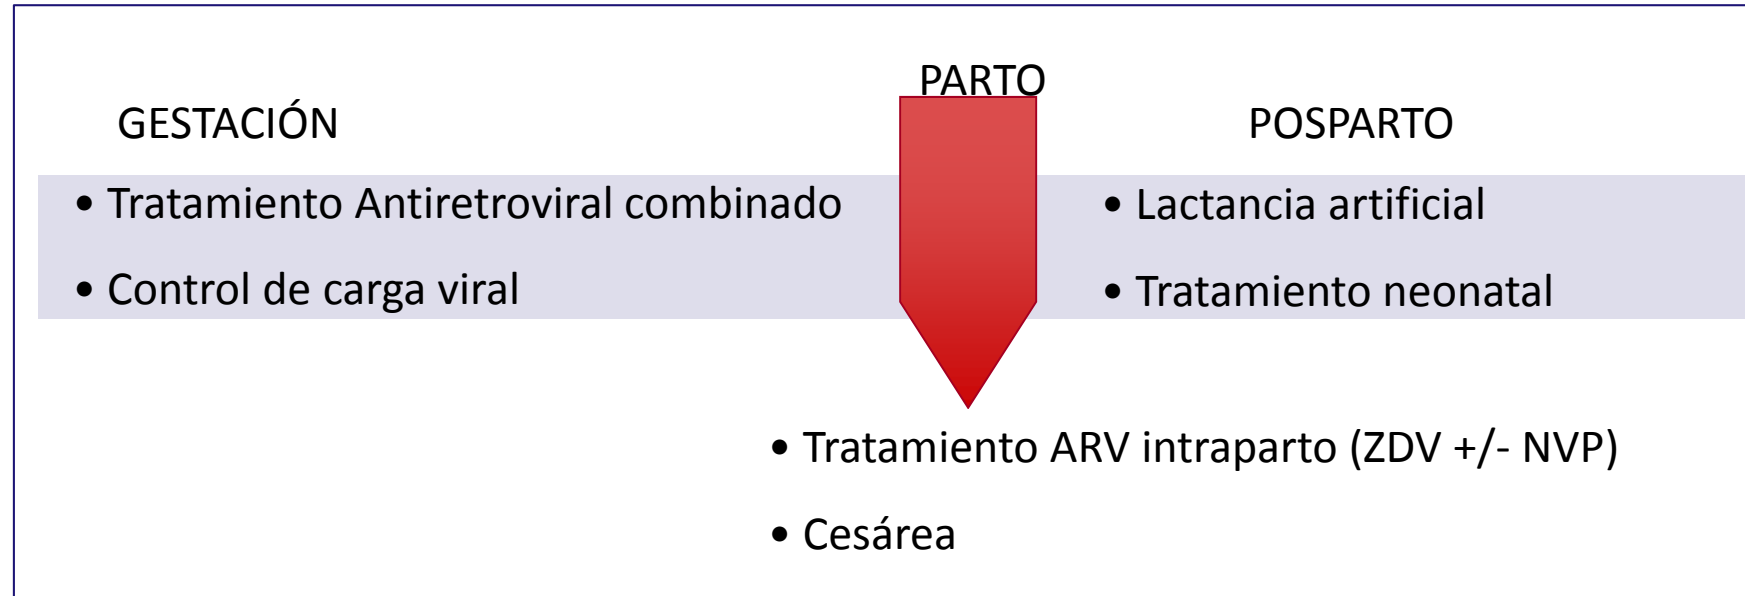 GESTACIÓN
• Tratamiento Antiretroviral combinado
• Control de carga viral
PARTO
• Tratamiento ARV intraparto (ZDV +/- NVP)
• Cesárea
POSPARTO
• Lactancia artificial
• Tratamiento neonatal